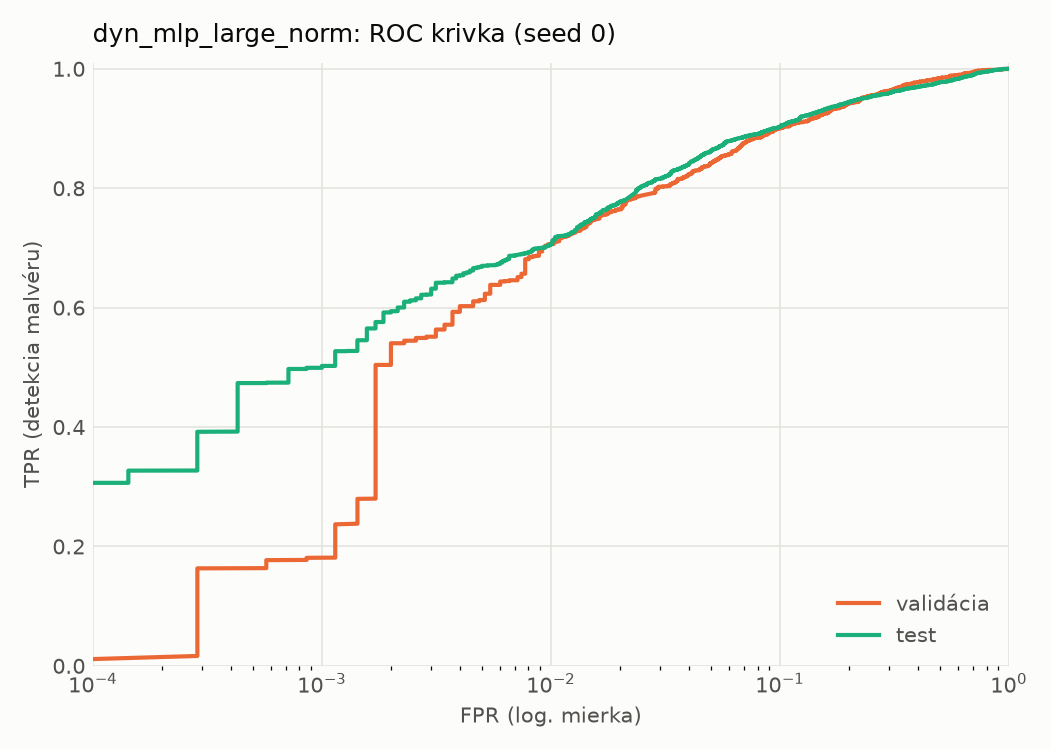 dyn_mlp_large_norm: ROC krivka (seed 0)
TPR (detekcia malvéru)
1.0
0.8
0.6
0.4
0.2
0.0
validácia
test
10⁻⁴ 10⁻³ 10⁻² 10⁻¹ 10⁰
FPR (log. mierka)